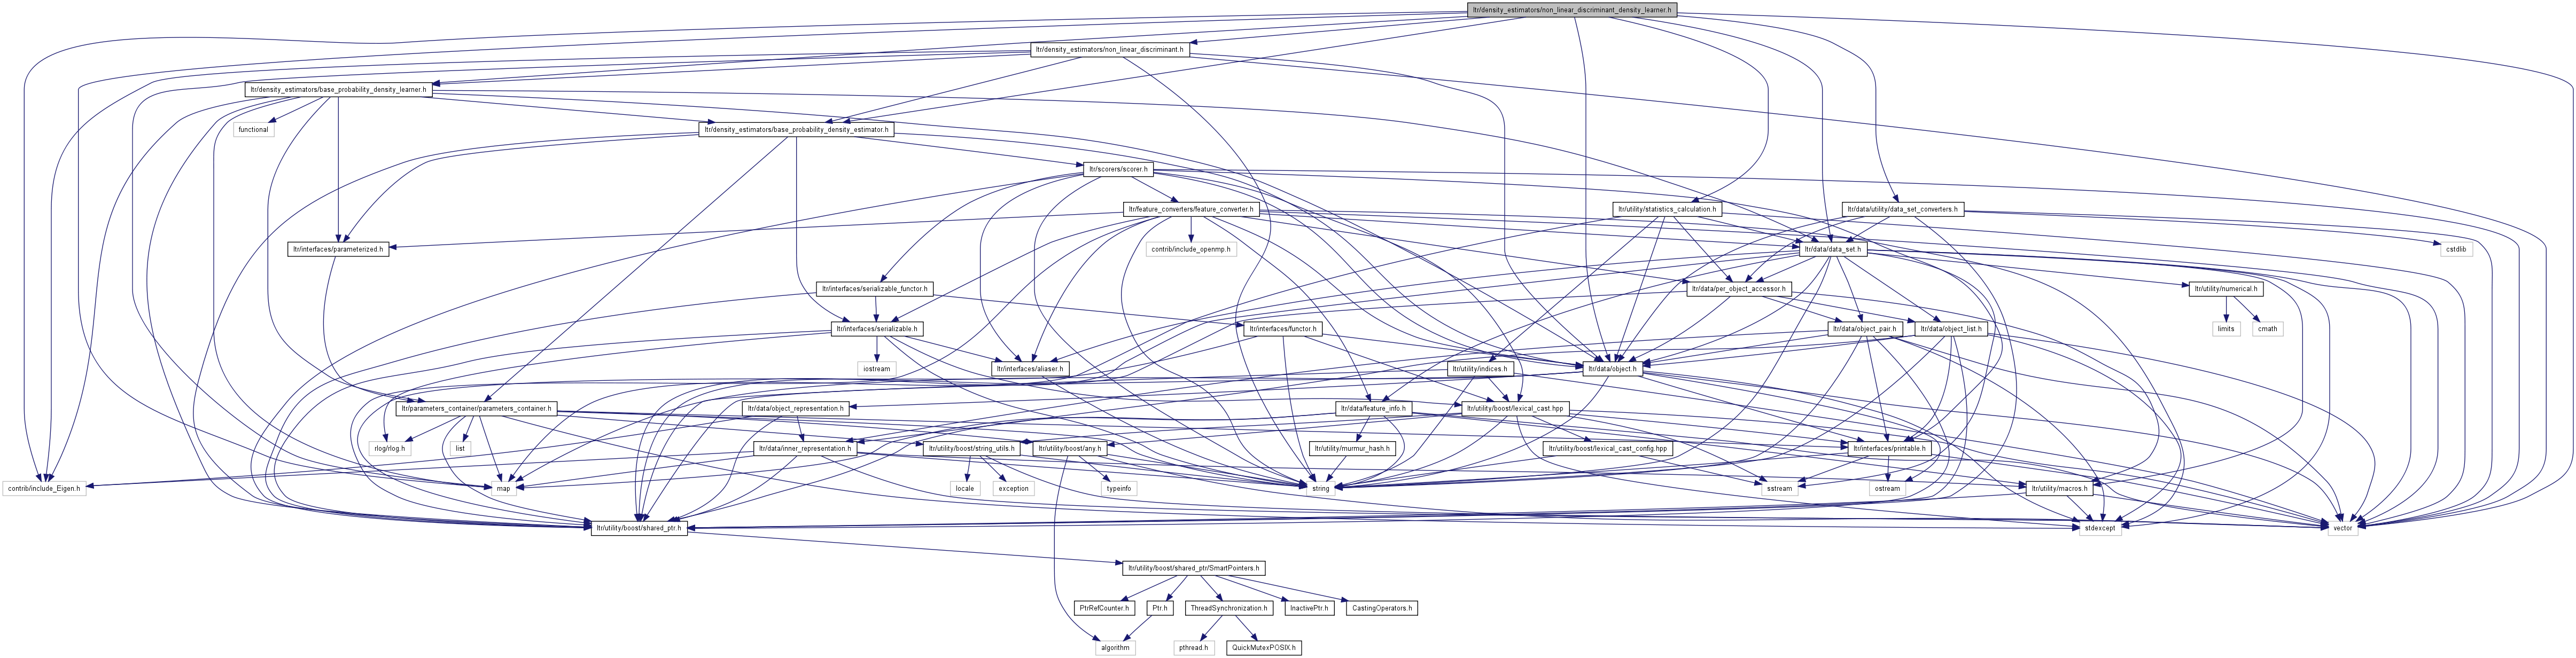 ltr/density_estimators/non_linear_discriminant_density_learner.h
ltr/density_estimators/non_linear_discriminant.h
ltr/density_estimators/base_probability_density_learner.h
functional
ltr/density_estimators/base_probability_density_estimator.h
ltr/scorers/scorer.h
ltr/feature_converters/feature_converter.h
ltr/utility/statistics_calculation.h
ltr/data/utility/data_set_converters.h
ltr/interfaces/parameterized.h
contrib/include_openmp.h
ltr/data/data_set.h
cstdlib
ltr/interfaces/serializable_functor.h
ltr/data/per_object_accessor.h
ltr/utility/numerical.h
ltr/interfaces/serializable.h
ltr/interfaces/functor.h
ltr/data/object_pair.h
ltr/data/object_list.h
limits
cmath
iostream
ltr/interfaces/aliaser.h
ltr/utility/indices.h
ltr/data/object.h
ltr/parameters_container/parameters_container.h
ltr/data/object_representation.h
ltr/data/feature_info.h
ltr/utility/boost/lexical_cast.hpp
rlog/rlog.h
list
ltr/data/inner_representation.h
ltr/utility/boost/string_utils.h
ltr/utility/boost/any.h
ltr/utility/murmur_hash.h
ltr/utility/boost/lexical_cast_config.hpp
ltr/interfaces/printable.h
contrib/include_Eigen.h
map
locale
exception
typeinfo
string
sstream
ostream
ltr/utility/macros.h
ltr/utility/boost/shared_ptr.h
stdexcept
vector
ltr/utility/boost/shared_ptr/SmartPointers.h
PtrRefCounter.h
Ptr.h
ThreadSynchronization.h
InactivePtr.h
CastingOperators.h
algorithm
pthread.h
QuickMutexPOSIX.h